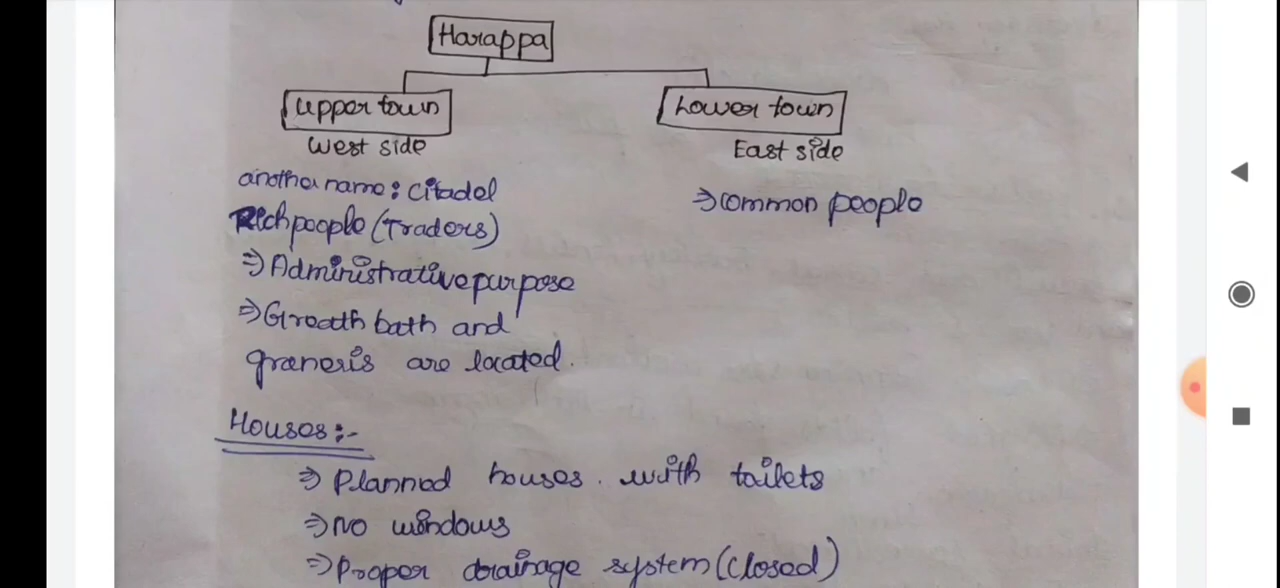 Harappa
Upper town
Lower town
West side
East side
another name: Citadel
Rich people (Traders)
⇒ common people
⇒ Administrative purpose
⇒ Greath bath and
graneris are located.
Houses:-
⇒ Planned houses. with toilets
⇒ No windows
⇒ Proper drainage system (closed)